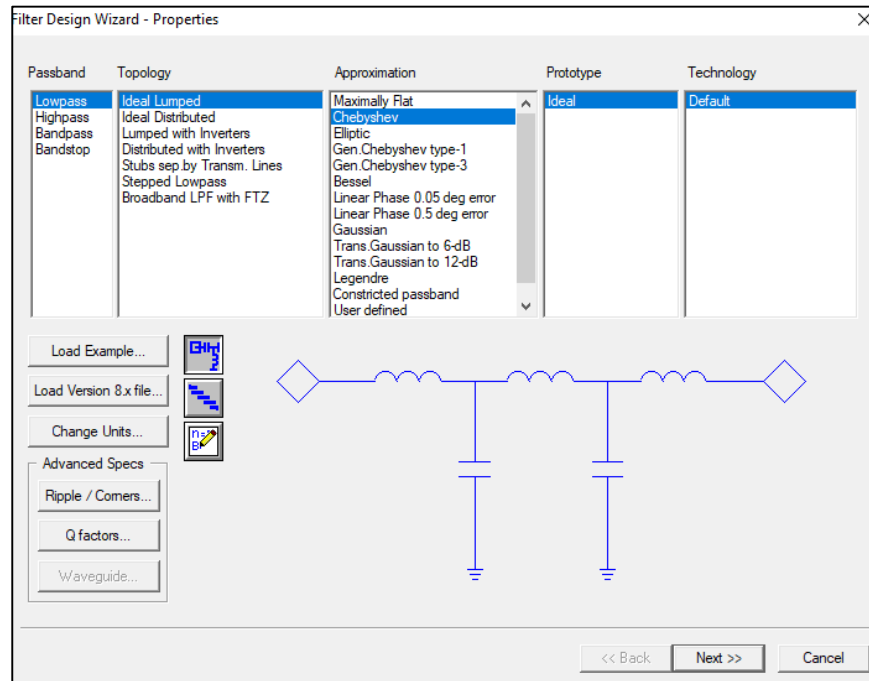 Filter Design Wizard - Properties
Passband
Topology
Approximation
Prototype
Technology
Lowpass
Highpass
Bandpass
Bandstop
Ideal Lumped
Ideal Distributed
Lumped with Inverters
Distributed with Inverters
Stubs sep.by Transm. Lines
Stepped Lowpass
Broadband LPF with FTZ
Maximally Flat
Chebyshev
Elliptic
Gen.Chebyshev type-1
Gen.Chebyshev type-3
Bessel
Linear Phase 0.05 deg error
Linear Phase 0.5 deg error
Gaussian
Trans.Gaussian to 6-dB
Trans.Gaussian to 12-dB
Legendre
Constricted passband
User defined
Ideal
Default
Load Example...
Load Version 8.x file...
Change Units...
Advanced Specs
Ripple / Corners...
Q factors...
Waveguide...
<< Back
Next >>
Cancel